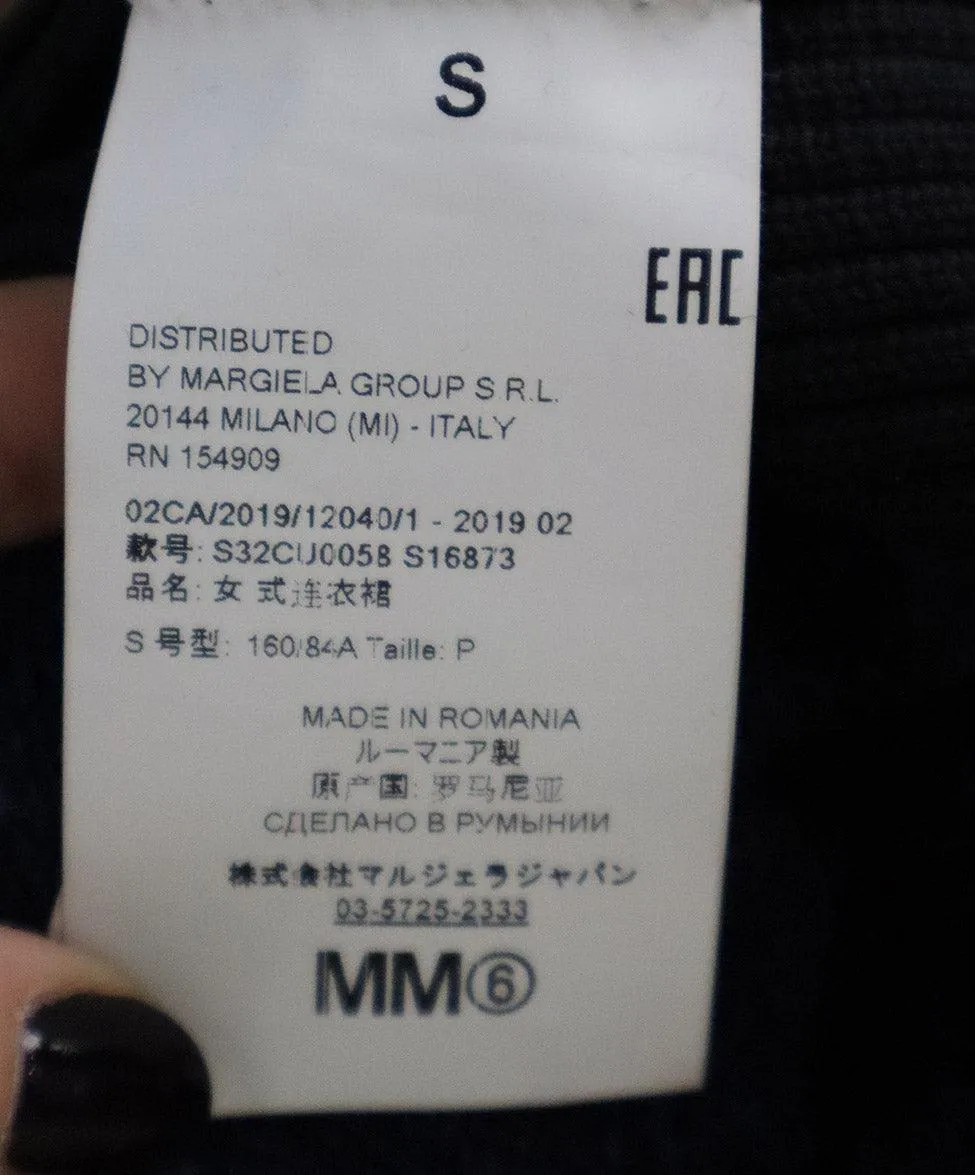 S
EAC
DISTRIBUTED
BY MARGIELA GROUP S R.L.
20144 MILANO (MI) - ITALY
RN 154909
02CA/2019/12040/1 - 2019 02
款号: S32CU0058 S16873
品名: 女 式连衣裙
S 号型: 160/84A Taille: P
MADE IN ROMANIA
ルーマニア製
原产国: 罗马尼亚
СДЕЛАНО В РУМЫНИИ
株式会社マルジェラジャパン
03-5725-2333
MM⑥